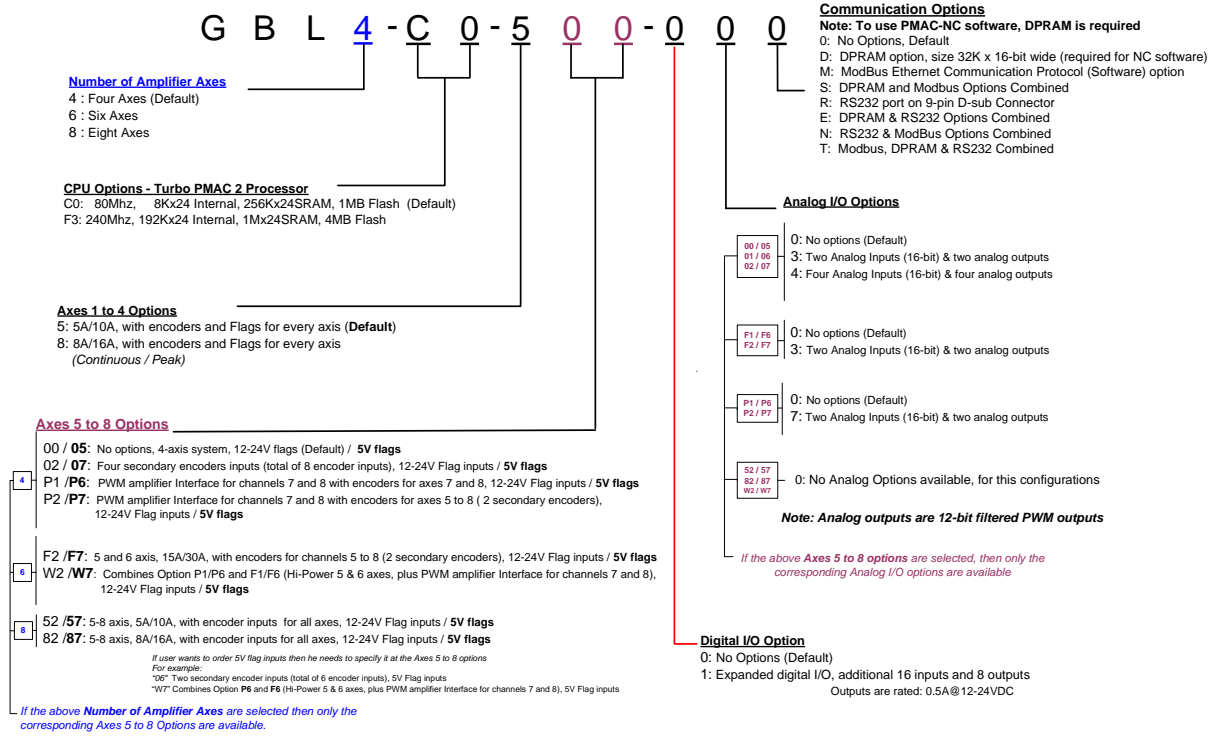 G B L 4 - C 0 - 5 0 0 - 0 0 0
Communication Options
Note: To use PMAC-NC software, DPRAM is required
0: No Options, Default
D: DPRAM option, size 32K x 16-bit wide (required for NC software)
M: ModBus Ethernet Communication Protocol (Software) option
S: DPRAM and Modbus Options Combined
R: RS232 port on 9-pin D-sub Connector
E: DPRAM & RS232 Options Combined
N: RS232 & ModBus Options Combined
T: Modbus, DPRAM & RS232 Combined
Number of Amplifier Axes
4 : Four Axes (Default)
6 : Six Axes
8 : Eight Axes
CPU Options - Turbo PMAC 2 Processor
C0: 80Mhz, 8Kx24 Internal, 256Kx24SRAM, 1MB Flash (Default)
F3: 240Mhz, 192Kx24 Internal, 1Mx24SRAM, 4MB Flash
Axes 1 to 4 Options
5: 5A/10A, with encoders and Flags for every axis (Default)
8: 8A/16A, with encoders and Flags for every axis
(Continuous / Peak)
Axes 5 to 8 Options
4
00 / 05: No options, 4-axis system, 12-24V flags (Default) / 5V flags
02 / 07: Four secondary encoders inputs (total of 8 encoder inputs), 12-24V Flag inputs / 5V flags
P1 /P6: PWM amplifier Interface for channels 7 and 8 with encoders for axes 7 and 8, 12-24V Flag inputs / 5V flags
P2 /P7: PWM amplifier Interface for channels 7 and 8 with encoders for axes 5 to 8 ( 2 secondary encoders),
12-24V Flag inputs / 5V flags
6
F2 /F7: 5 and 6 axis, 15A/30A, with encoders for channels 5 to 8 (2 secondary encoders), 12-24V Flag inputs / 5V flags
W2 /W7: Combines Option P1/P6 and F1/F6 (Hi-Power 5 & 6 axes, plus PWM amplifier Interface for channels 7 and 8),
12-24V Flag inputs / 5V flags
8
52 /57: 5-8 axis, 5A/10A, with encoder inputs for all axes, 12-24V Flag inputs / 5V flags
82 /87: 5-8 axis, 8A/16A, with encoder inputs for all axes, 12-24V Flag inputs / 5V flags
If user wants to order 5V flag inputs then he needs to specify it at the Axes 5 to 8 options
For example:
"06" Two secondary encoder inputs (total of 6 encoder inputs), 5V Flag inputs
"W7" Combines Option P6 and F6 (Hi-Power 5 & 6 axes, plus PWM amplifier Interface for channels 7 and 8), 5V Flag inputs
If the above Number of Amplifier Axes are selected then only the
corresponding Axes 5 to 8 Options are available.
Analog I/O Options
00 / 05
01 / 06
02 / 07
0: No options (Default)
3: Two Analog Inputs (16-bit) & two analog outputs
4: Four Analog Inputs (16-bit) & four analog outputs
F1 / F6
F2 / F7
0: No options (Default)
3: Two Analog Inputs (16-bit) & two analog outputs
P1 / P6
P2 / P7
0: No options (Default)
7: Two Analog Inputs (16-bit) & two analog outputs
52 / 57
82 / 87
W2 / W7
0: No Analog Options available, for this configurations
Note: Analog outputs are 12-bit filtered PWM outputs
If the above Axes 5 to 8 options are selected, then only the
corresponding Analog I/O options are available
Digital I/O Option
0: No Options (Default)
1: Expanded digital I/O, additional 16 inputs and 8 outputs
Outputs are rated: 0.5A@12-24VDC